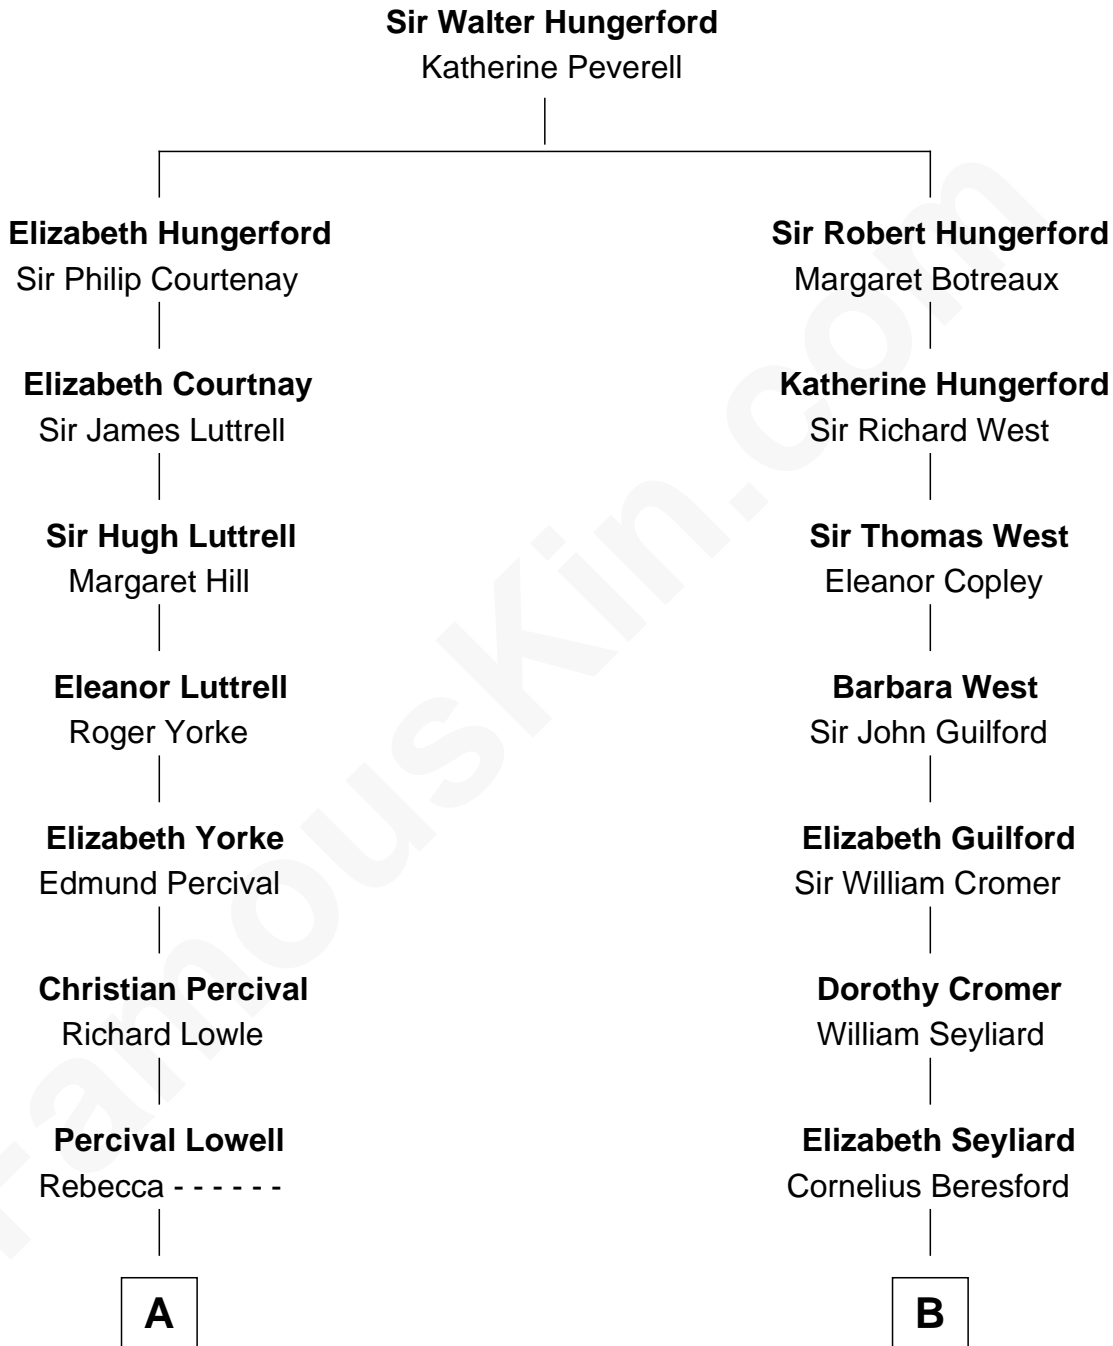 Sir Walter Hungerford
Katherine Peverell
Elizabeth Hungerford
Sir Philip Courtenay
Sir Robert Hungerford
Margaret Botreaux
Elizabeth Courtnay
Sir James Luttrell
Katherine Hungerford
Sir Richard West
Sir Hugh Luttrell
Margaret Hill
Sir Thomas West
Eleanor Copley
Eleanor Luttrell
Roger Yorke
Barbara West
Sir John Guilford
Elizabeth Yorke
Edmund Percival
Elizabeth Guilford
Sir William Cromer
Christian Percival
Richard Lowle
Dorothy Cromer
William Seyliard
Percival Lowell
Rebecca - - - - - -
Elizabeth Seyliard
Cornelius Beresford
A
B
FamousKin.com